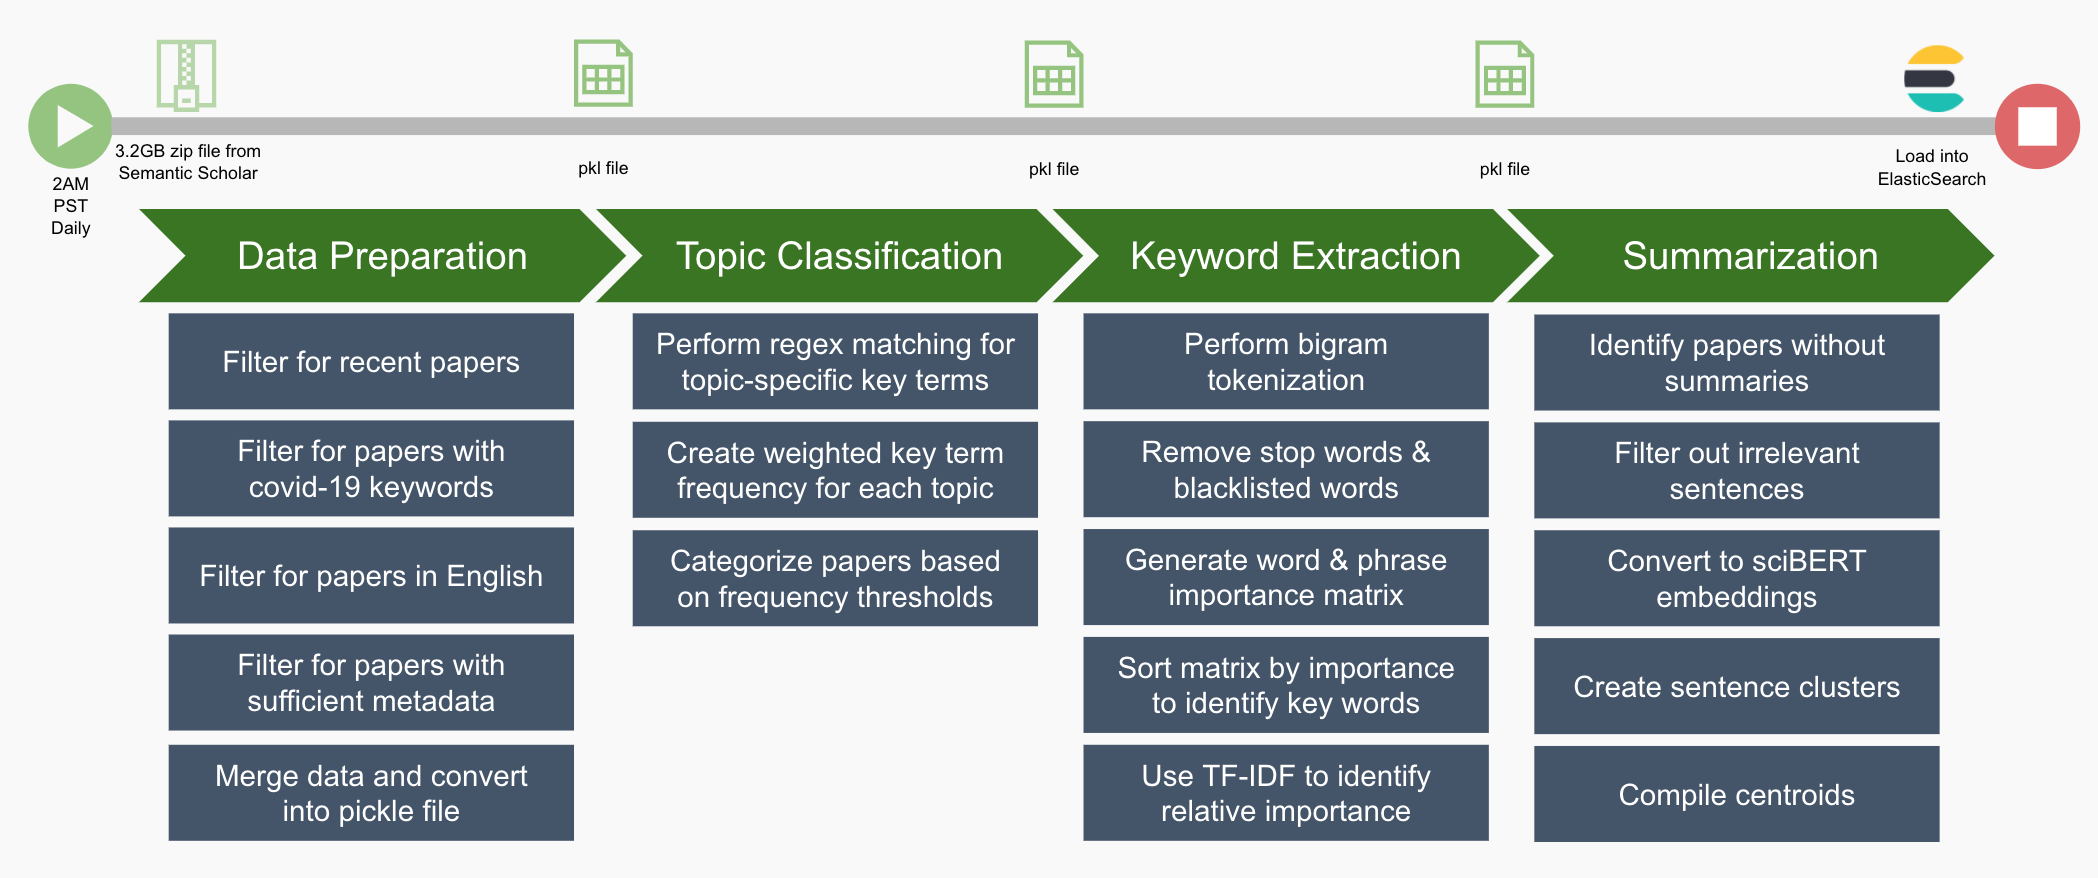 3.2GB zip file from
Semantic Scholar
2AM
PST
Daily
pkl file
pkl file
pkl file
Load into
ElasticSearch
Data Preparation
Filter for recent papers
Filter for papers with
covid-19 keywords
Filter for papers in English
Filter for papers with
sufficient metadata
Merge data and convert
into pickle file
Topic Classification
Perform regex matching for
topic-specific key terms
Create weighted key term
frequency for each topic
Categorize papers based
on frequency thresholds
Keyword Extraction
Perform bigram
tokenization
Remove stop words &
blacklisted words
Generate word & phrase
importance matrix
Sort matrix by importance
to identify key words
Use TF-IDF to identify
relative importance
Summarization
Identify papers without
summaries
Filter out irrelevant
sentences
Convert to sciBERT
embeddings
Create sentence clusters
Compile centroids